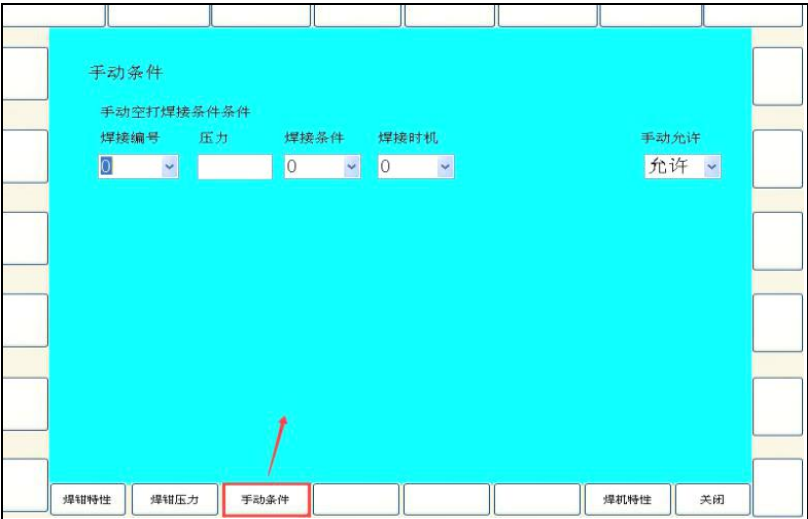 手动条件
手动空打焊接条件条件
焊接编号 压力 焊接条件 焊接时机 手动允许
0 0 0 允许
焊钳特性 焊钳压力 手动条件 焊机特性 关闭